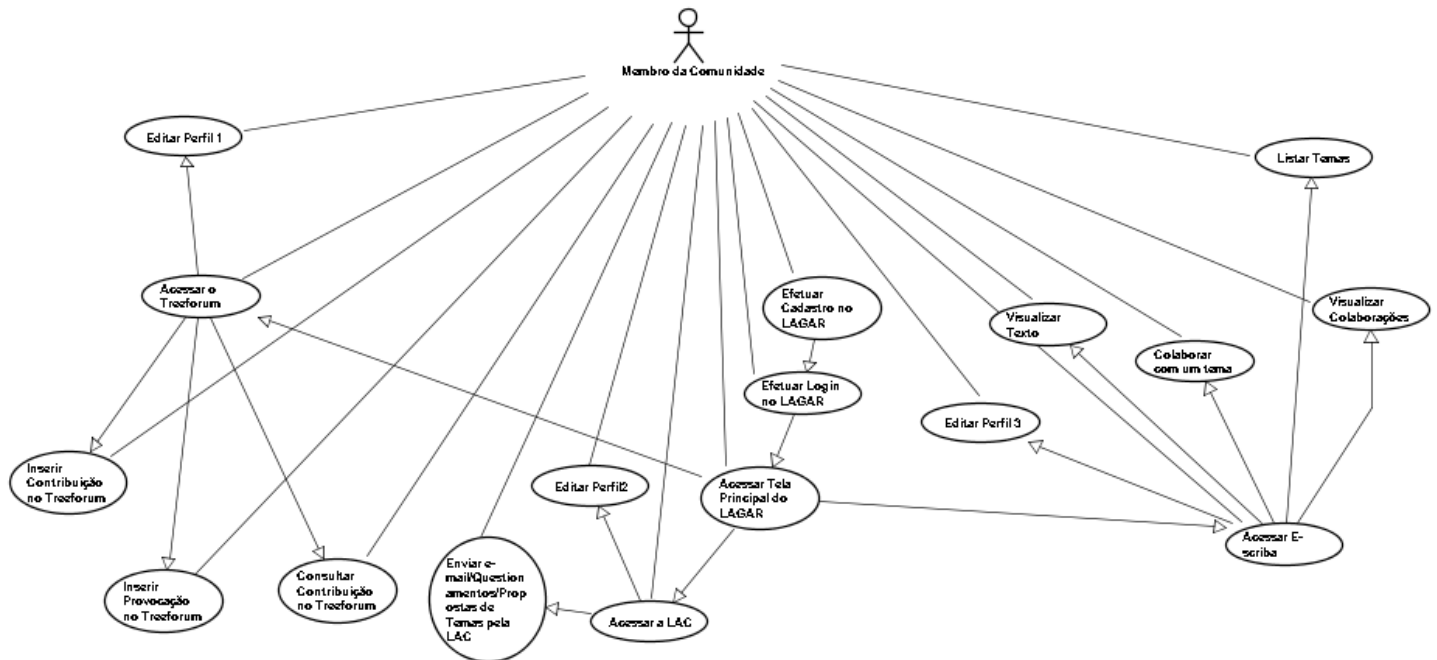 Membro da Comunidade
Editar Perfil 1
Listar Temas
Acessar o
Treeforum
Efetuar
Cadastro no
LAGAR
Visualizar
Texto
Visualizar
Colaborações
Colaborar
com um tema
Efetuar Login
no LAGAR
Editar Perfil 3
Inserir
Contribuição
no Treeforum
Editar Perfil2
Acessar Tela
Principal do
LAGAR
Acessar E-
scriba
Inserir
Provocação
no Treeforum
Consultar
Contribuição
no Treeforum
Enviar e-
mail/Question
amentos/Prop
ostas de
Temas pela
LAC
Acessar a LAC